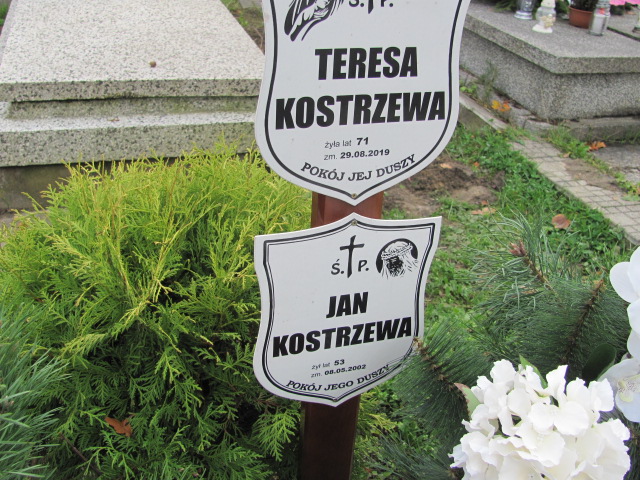 Ś.†P.
TERESA
KOSTRZEWA
żyła lat 71
zm. 29.08.2019
POKÓJ JEJ DUSZY
Ś.†P.
JAN
KOSTRZEWA
żył lat 53
zm. 08.05.2002
POKÓJ JEGO DUSZY